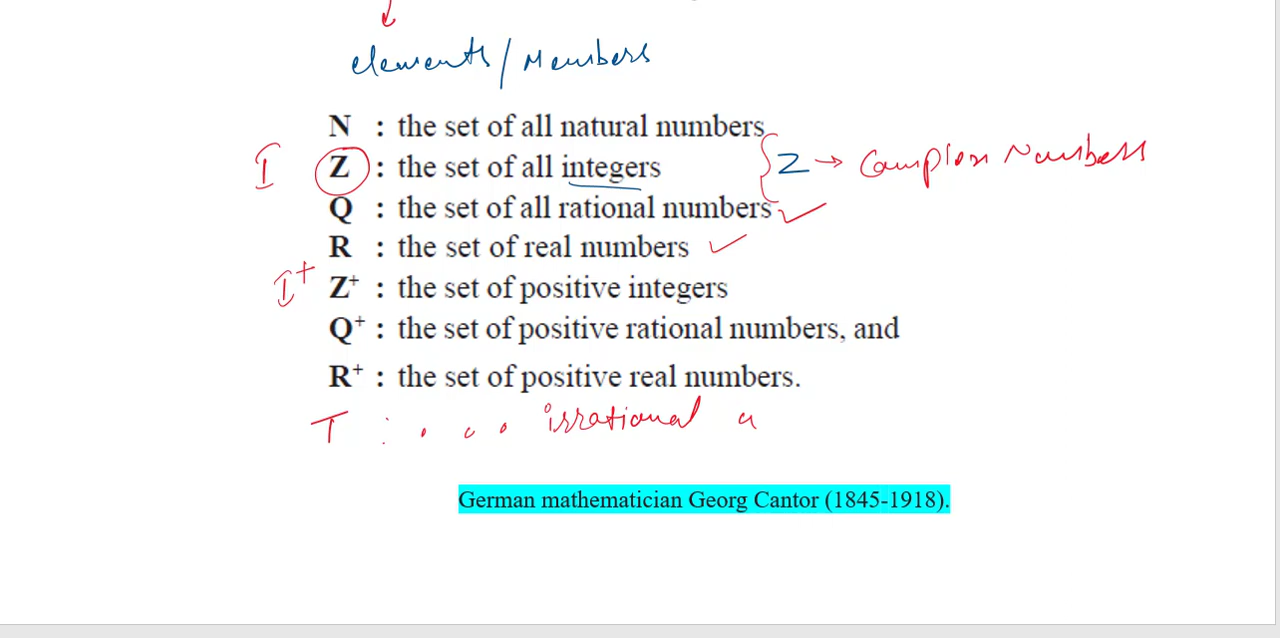 elements/Members
N : the set of all natural numbers
I Z : the set of all integers { Z → Complex Numbers
Q : the set of all rational numbers ✓
R : the set of real numbers ✓
I⁺ Z⁺ : the set of positive integers
Q⁺ : the set of positive rational numbers, and
R⁺ : the set of positive real numbers.
T : . . . irrational
German mathematician Georg Cantor (1845-1918).